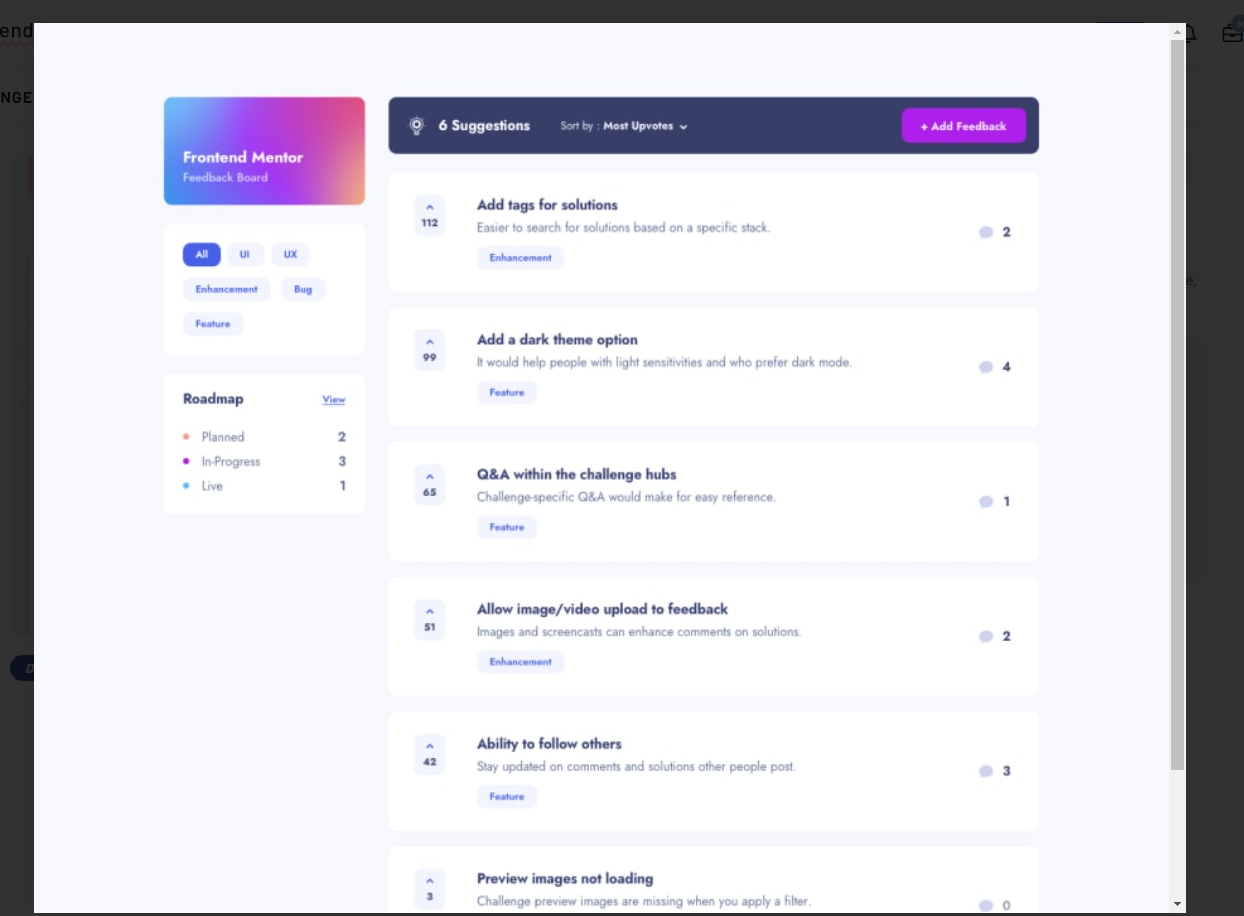 end
NGE
Frontend Mentor
Feedback Board
All UI UX
Enhancement Bug
Feature
Roadmap View
Planned 2
In-Progress 3
Live 1
6 Suggestions Sort by : Most Upvotes + Add Feedback
112
Add tags for solutions
Easier to search for solutions based on a specific stack.
Enhancement
2
99
Add a dark theme option
It would help people with light sensitivities and who prefer dark mode.
Feature
4
65
Q&A within the challenge hubs
Challenge-specific Q&A would make for easy reference.
Feature
1
51
Allow image/video upload to feedback
Images and screencasts can enhance comments on solutions.
Enhancement
2
42
Ability to follow others
Stay updated on comments and solutions other people post.
Feature
3
3
Preview images not loading
Challenge preview images are missing when you apply a filter.
0